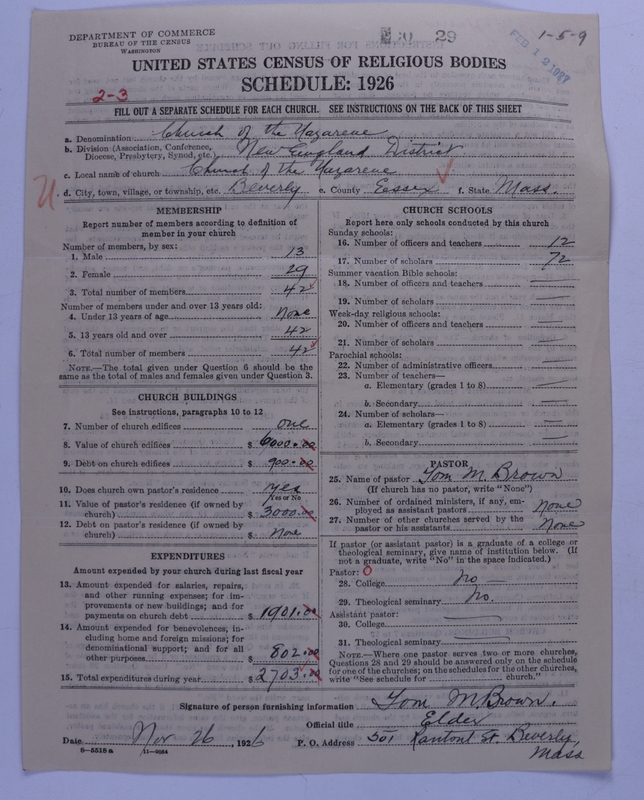 DEPARTMENT OF COMMERCE
BUREAU OF THE CENSUS
WASHINGTON
29
1-5-9
FEB 12 1927
UNITED STATES CENSUS OF RELIGIOUS BODIES
SCHEDULE: 1926
2-3
FILL OUT A SEPARATE SCHEDULE FOR EACH CHURCH. SEE INSTRUCTIONS ON THE BACK OF THIS SHEET
a. Denomination Church of the Nazarene
b. Division (Association, Conference, Diocese, Presbytery, Synod, etc.) New England District
c. Local name of church Church of the Nazarene
d. City, town, village, or township, etc. Beverly e. County Essex f. State Mass.
MEMBERSHIP
Report number of members according to definition of member in your church
Number of members, by sex:
1. Male 13
2. Female 29
3. Total number of members 42
Number of members under and over 13 years old:
4. Under 13 years of age None
5. 13 years old and over 42
6. Total number of members 42
NOTE.—The total given under Question 6 should be the same as the total of males and females given under Question 3.
CHURCH BUILDINGS
See instructions, paragraphs 10 to 12
7. Number of church edifices one
8. Value of church edifices $ 6000.00
9. Debt on church edifices $ 900.00
10. Does church own pastor's residence yes
Yes or No
11. Value of pastor's residence (if owned by church) $ 3000.00
12. Debt on pastor's residence (if owned by church) $ None
EXPENDITURES
Amount expended by your church during last fiscal year
13. Amount expended for salaries, repairs, and other running expenses; for improvements or new buildings; and for payments on church debt $ 1901.00
14. Amount expended for benevolences, including home and foreign missions; for denominational support; and for all other purposes $ 802.00
15. Total expenditures during year $ 2703.00
CHURCH SCHOOLS
Report here only schools conducted by this church
Sunday schools:
16. Number of officers and teachers 12
17. Number of scholars 72
Summer vacation Bible schools:
18. Number of officers and teachers —
19. Number of scholars —
Week-day religious schools:
20. Number of officers and teachers —
21. Number of scholars —
Parochial schools:
22. Number of administrative officers —
23. Number of teachers—
a. Elementary (grades 1 to 8) —
b. Secondary —
24. Number of scholars—
a. Elementary (grades 1 to 8) —
b. Secondary —
PASTOR
25. Name of pastor Tom M. Brown
(If church has no pastor, write "None")
26. Number of ordained ministers, if any, employed as assistant pastors None
27. Number of other churches served by the pastor or his assistants None
If pastor (or assistant pastor) is a graduate of a college or theological seminary, give name of institution below. (If not a graduate, write "No" in the space indicated.)
Pastor: O
28. College no —
29. Theological seminary no.
Assistant pastor:
30. College —
31. Theological seminary —
NOTE.—Where one pastor serves two or more churches, Questions 28 and 29 should be answered only on the schedule for one of the churches; on the schedules for the other churches, write "See schedule for church."
Signature of person furnishing information Tom M Brown.
Official title Elder
Date Nov 26, 1926 P. O. Address 501 Rantoul St. Beverly, Mass
8-5518 a 11-9064